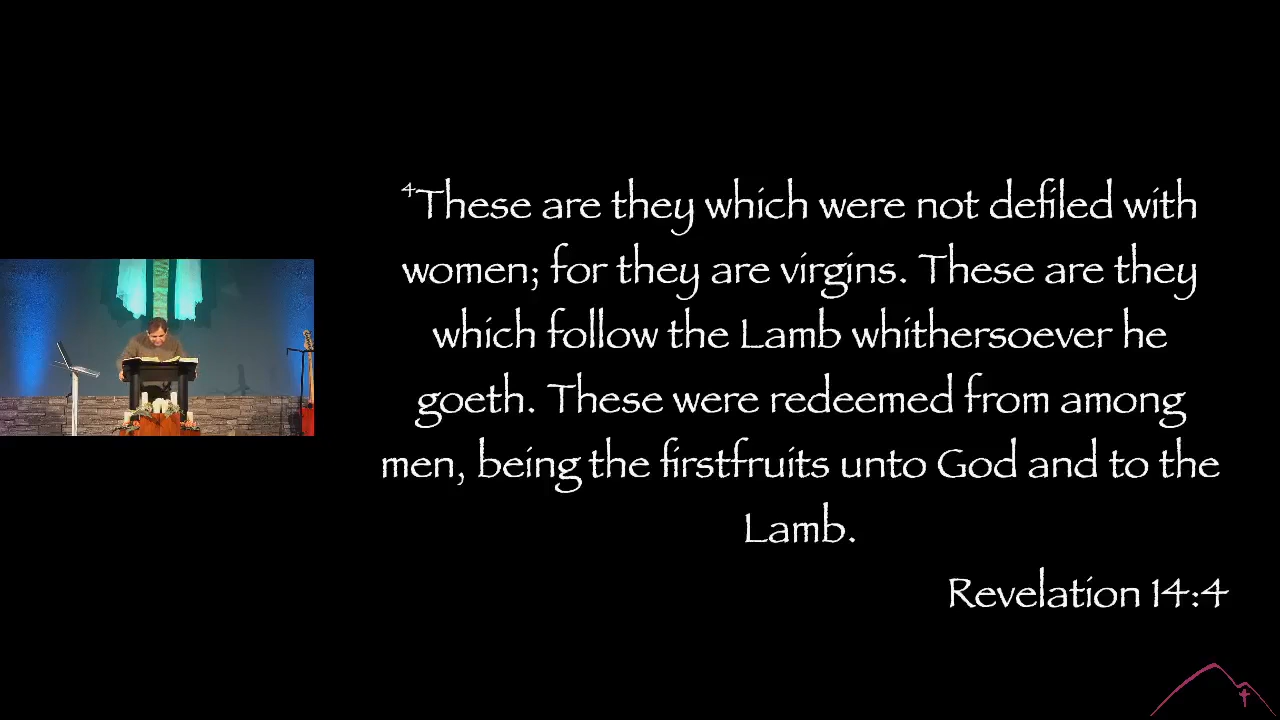 ⁴These are they which were not defiled with
women; for they are virgins. These are they
which follow the Lamb whithersoever he
goeth. These were redeemed from among
men, being the firstfruits unto God and to the
Lamb.
Revelation 14:4